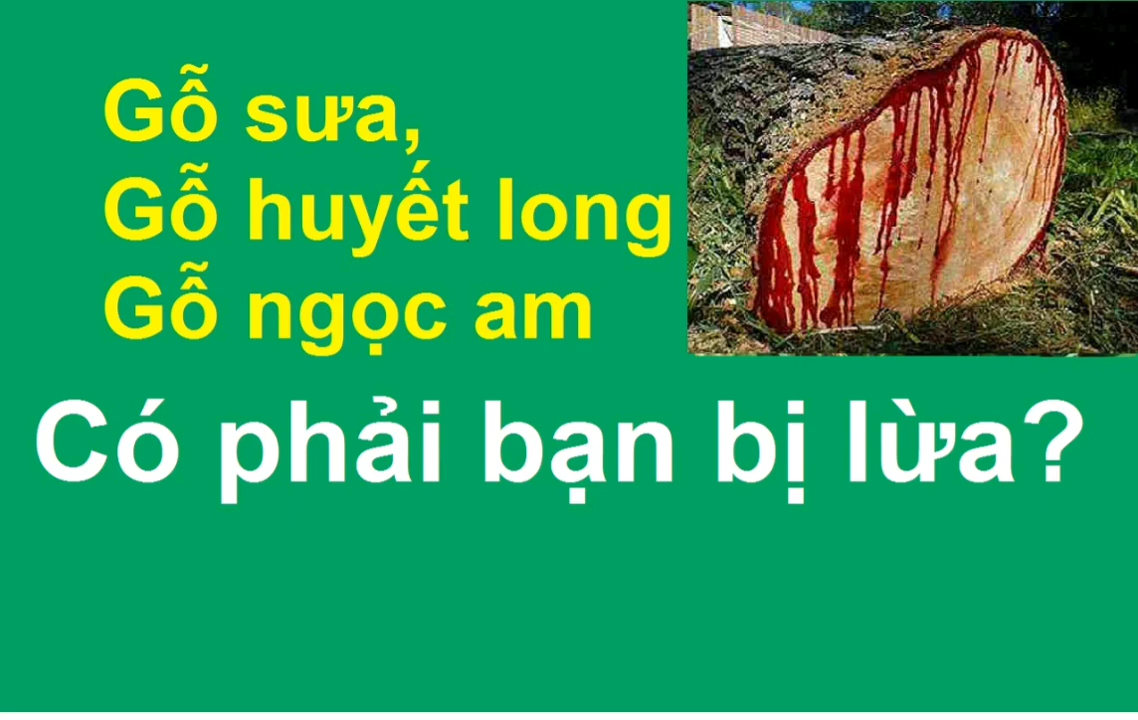 Gỗ sưa,
Gỗ huyết long
Gỗ ngọc am
Có phải bạn bị lừa?